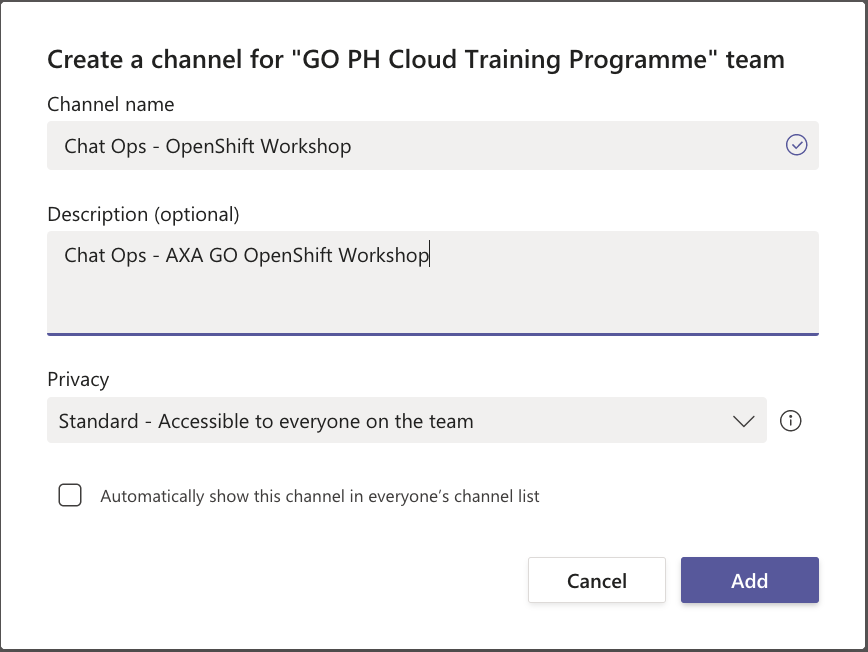 Create a channel for "GO PH Cloud Training Programme" team
Channel name
Chat Ops - OpenShift Workshop
Description (optional)
Chat Ops - AXA GO OpenShift Workshop
Privacy
Standard - Accessible to everyone on the team
Automatically show this channel in everyone’s channel list
Cancel
Add